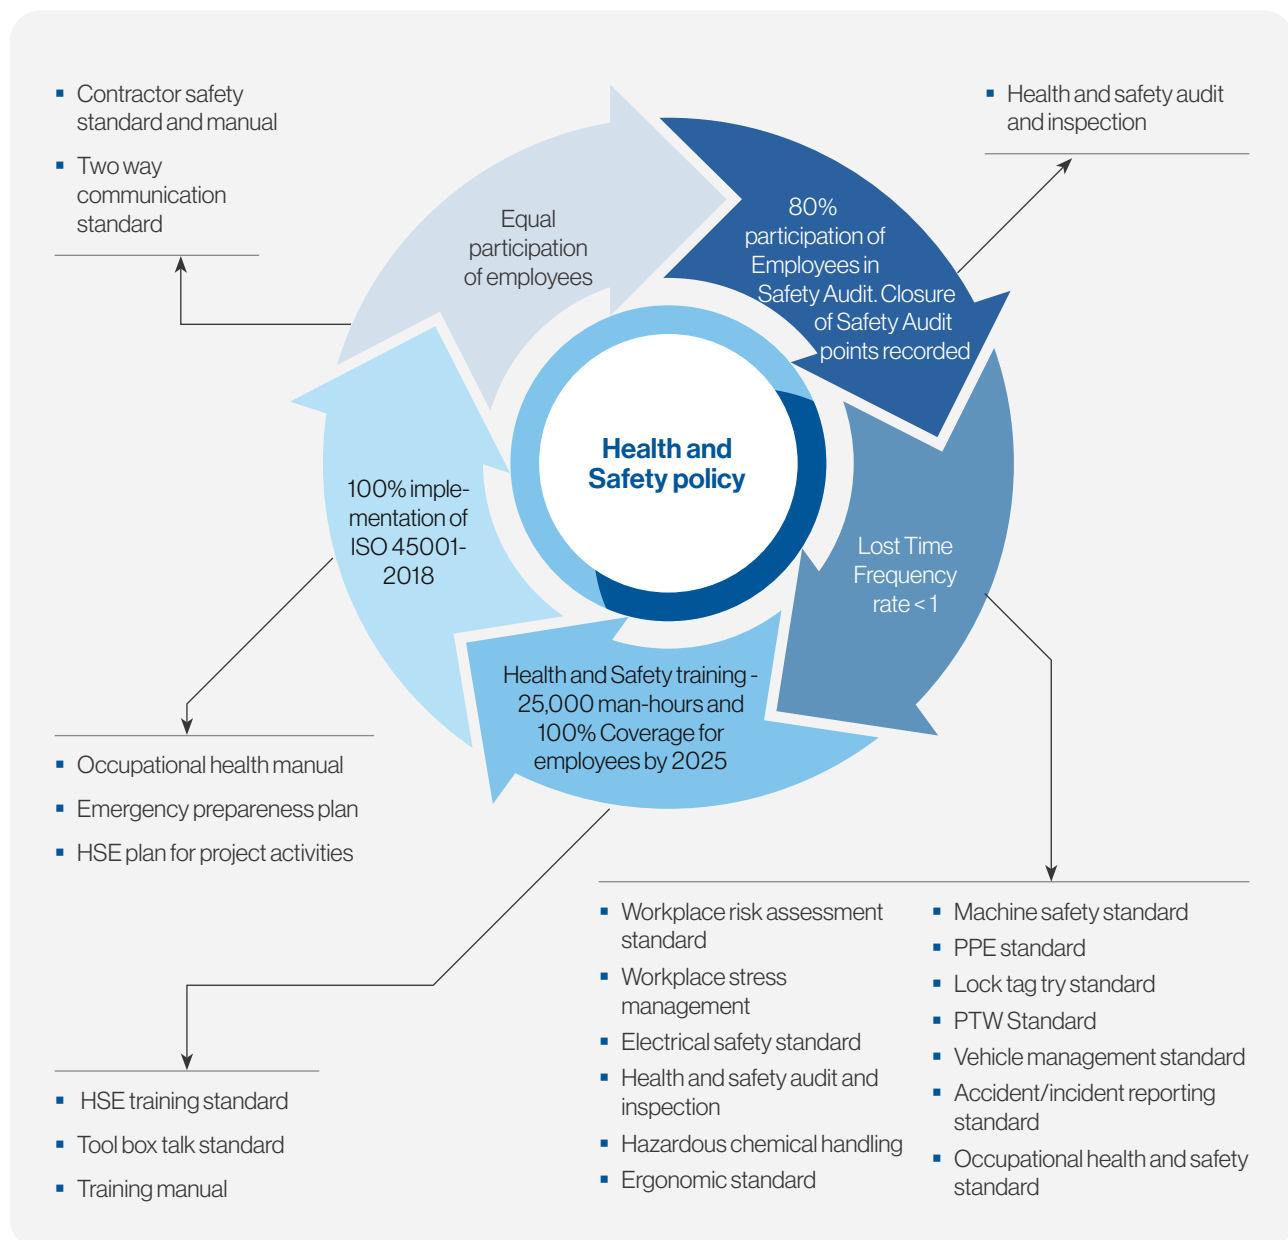 Contractor safety
standard and manual
Two way
communication
standard
Health and safety audit
and inspection
Equal
participation
of employees
80%
participation of
Employees in
Safety Audit. Closure
of Safety Audit
points recorded
Health and
Safety policy
100% imple-
mentation of
ISO 45001-
2018
Lost Time
Frequency
rate < 1
Health and Safety training -
25,000 man-hours and
100% Coverage for
employees by 2025
Occupational health manual
Emergency prepareness plan
HSE plan for project activities
HSE training standard
Tool box talk standard
Training manual
Workplace risk assessment
standard
Workplace stress
management
Electrical safety standard
Health and safety audit and
inspection
Hazardous chemical handling
Ergonomic standard
Machine safety standard
PPE standard
Lock tag try standard
PTW Standard
Vehicle management standard
Accident/incident reporting
standard
Occupational health and safety
standard